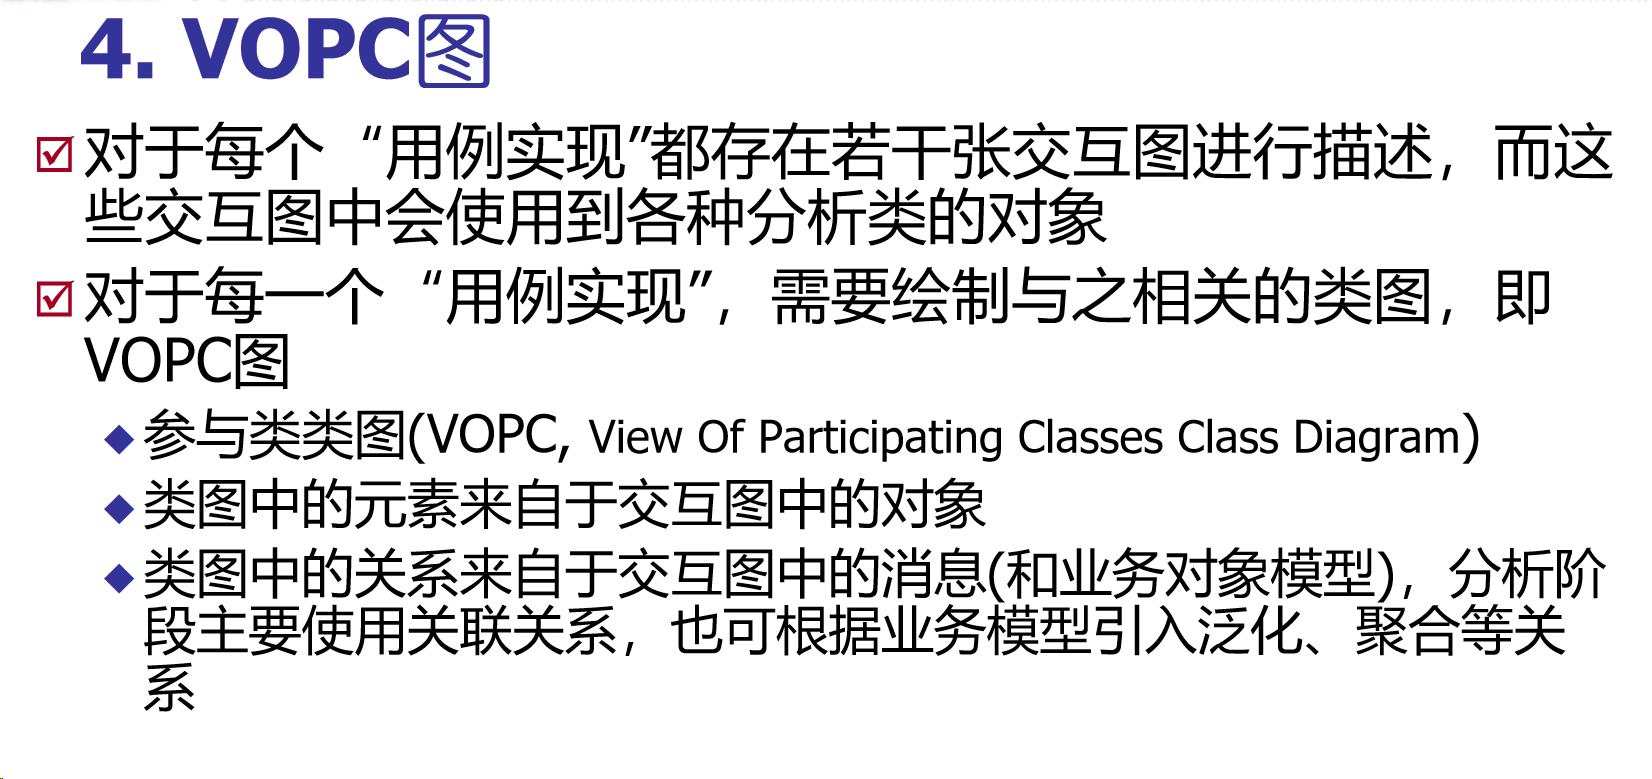 4. VOPC图
对于每个“用例实现”都存在若干张交互图进行描述，而这
些交互图中会使用到各种分析类的对象
对于每一个“用例实现”，需要绘制与之相关的类图，即
VOPC图
参与类类图(VOPC, View Of Participating Classes Class Diagram)
类图中的元素来自于交互图中的对象
类图中的关系来自于交互图中的消息(和业务对象模型)，分析阶
段主要使用关联关系，也可根据业务模型引入泛化、聚合等关
系